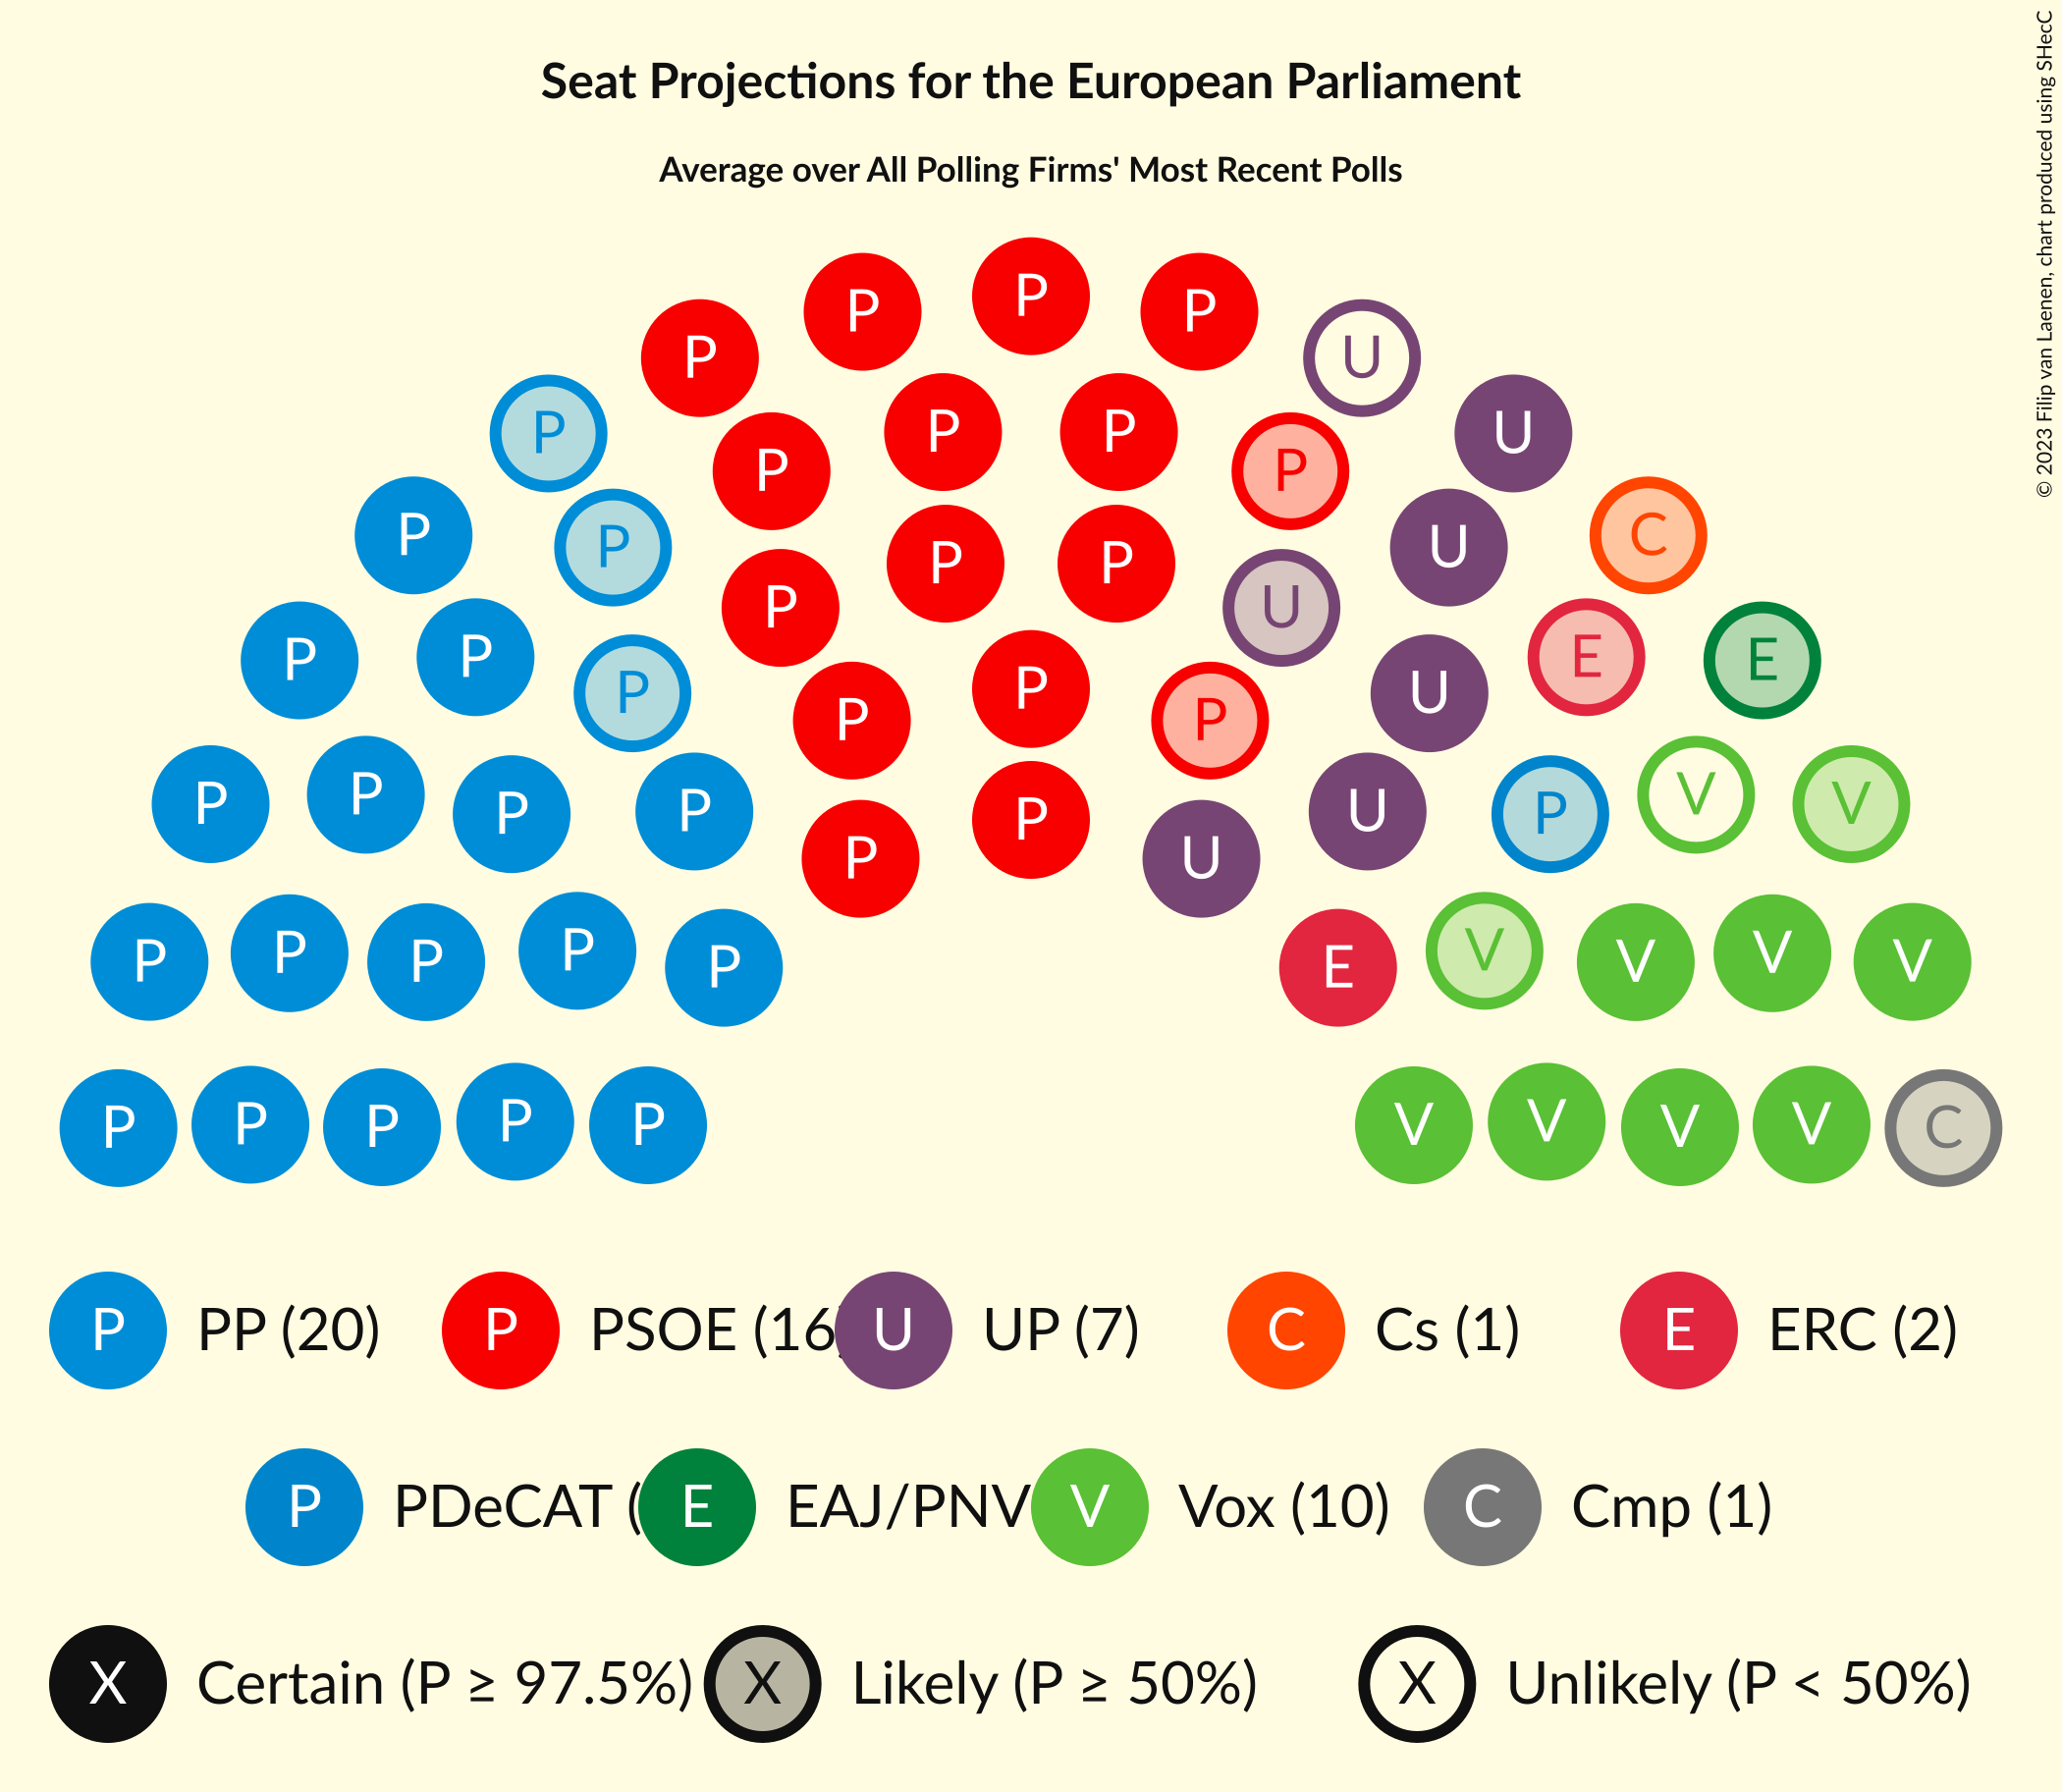 Seat Projections for the European Parliament
Average over All Polling Firms' Most Recent Polls
© 2023 Filip van Laenen, chart produced using SHecC
P
P P
P U
P P P U
P P P C
P P U U
P P P U
P P P E E
P P P U
P P P V V
P P P U
P P U
P P P E V V V
P P V
P P P V V C
P P V V
P PP (20) P PSOE (16 U UP (7) C Cs (1) E ERC (2)
P PDeCAT ( E EAJ/PNV V Vox (10) C Cmp (1)
X Certain (P ≥ 97.5%) X Likely (P ≥ 50%) X Unlikely (P < 50%)